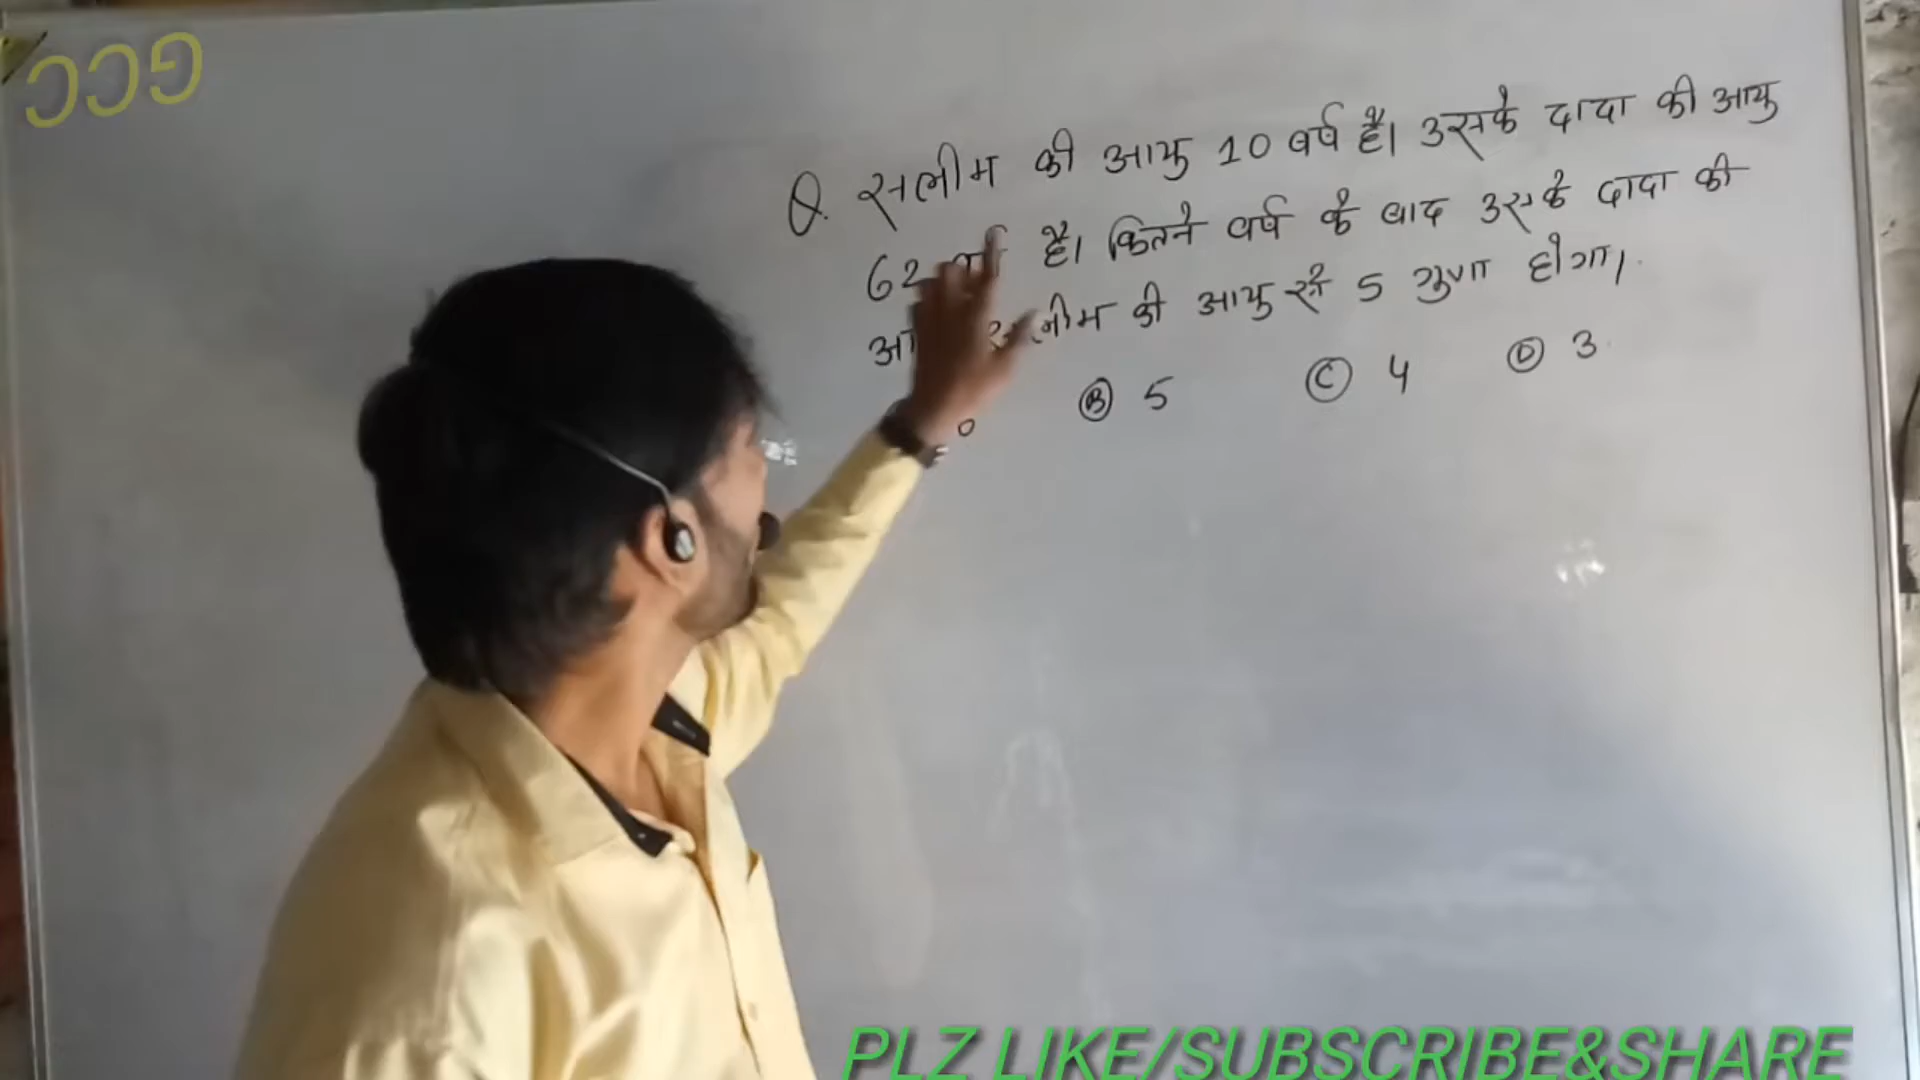 GCC
Q. सलीम की आयु 10 वर्ष है। उसके दादा की आयु
62 है। कितने वर्ष के बाद उसके दादा की
सलीम की आयु से 5 गुणा होगा।
Ⓑ 5 Ⓒ 4 Ⓓ 3
PLZ LIKE/SUBSCRIBE&SHARE